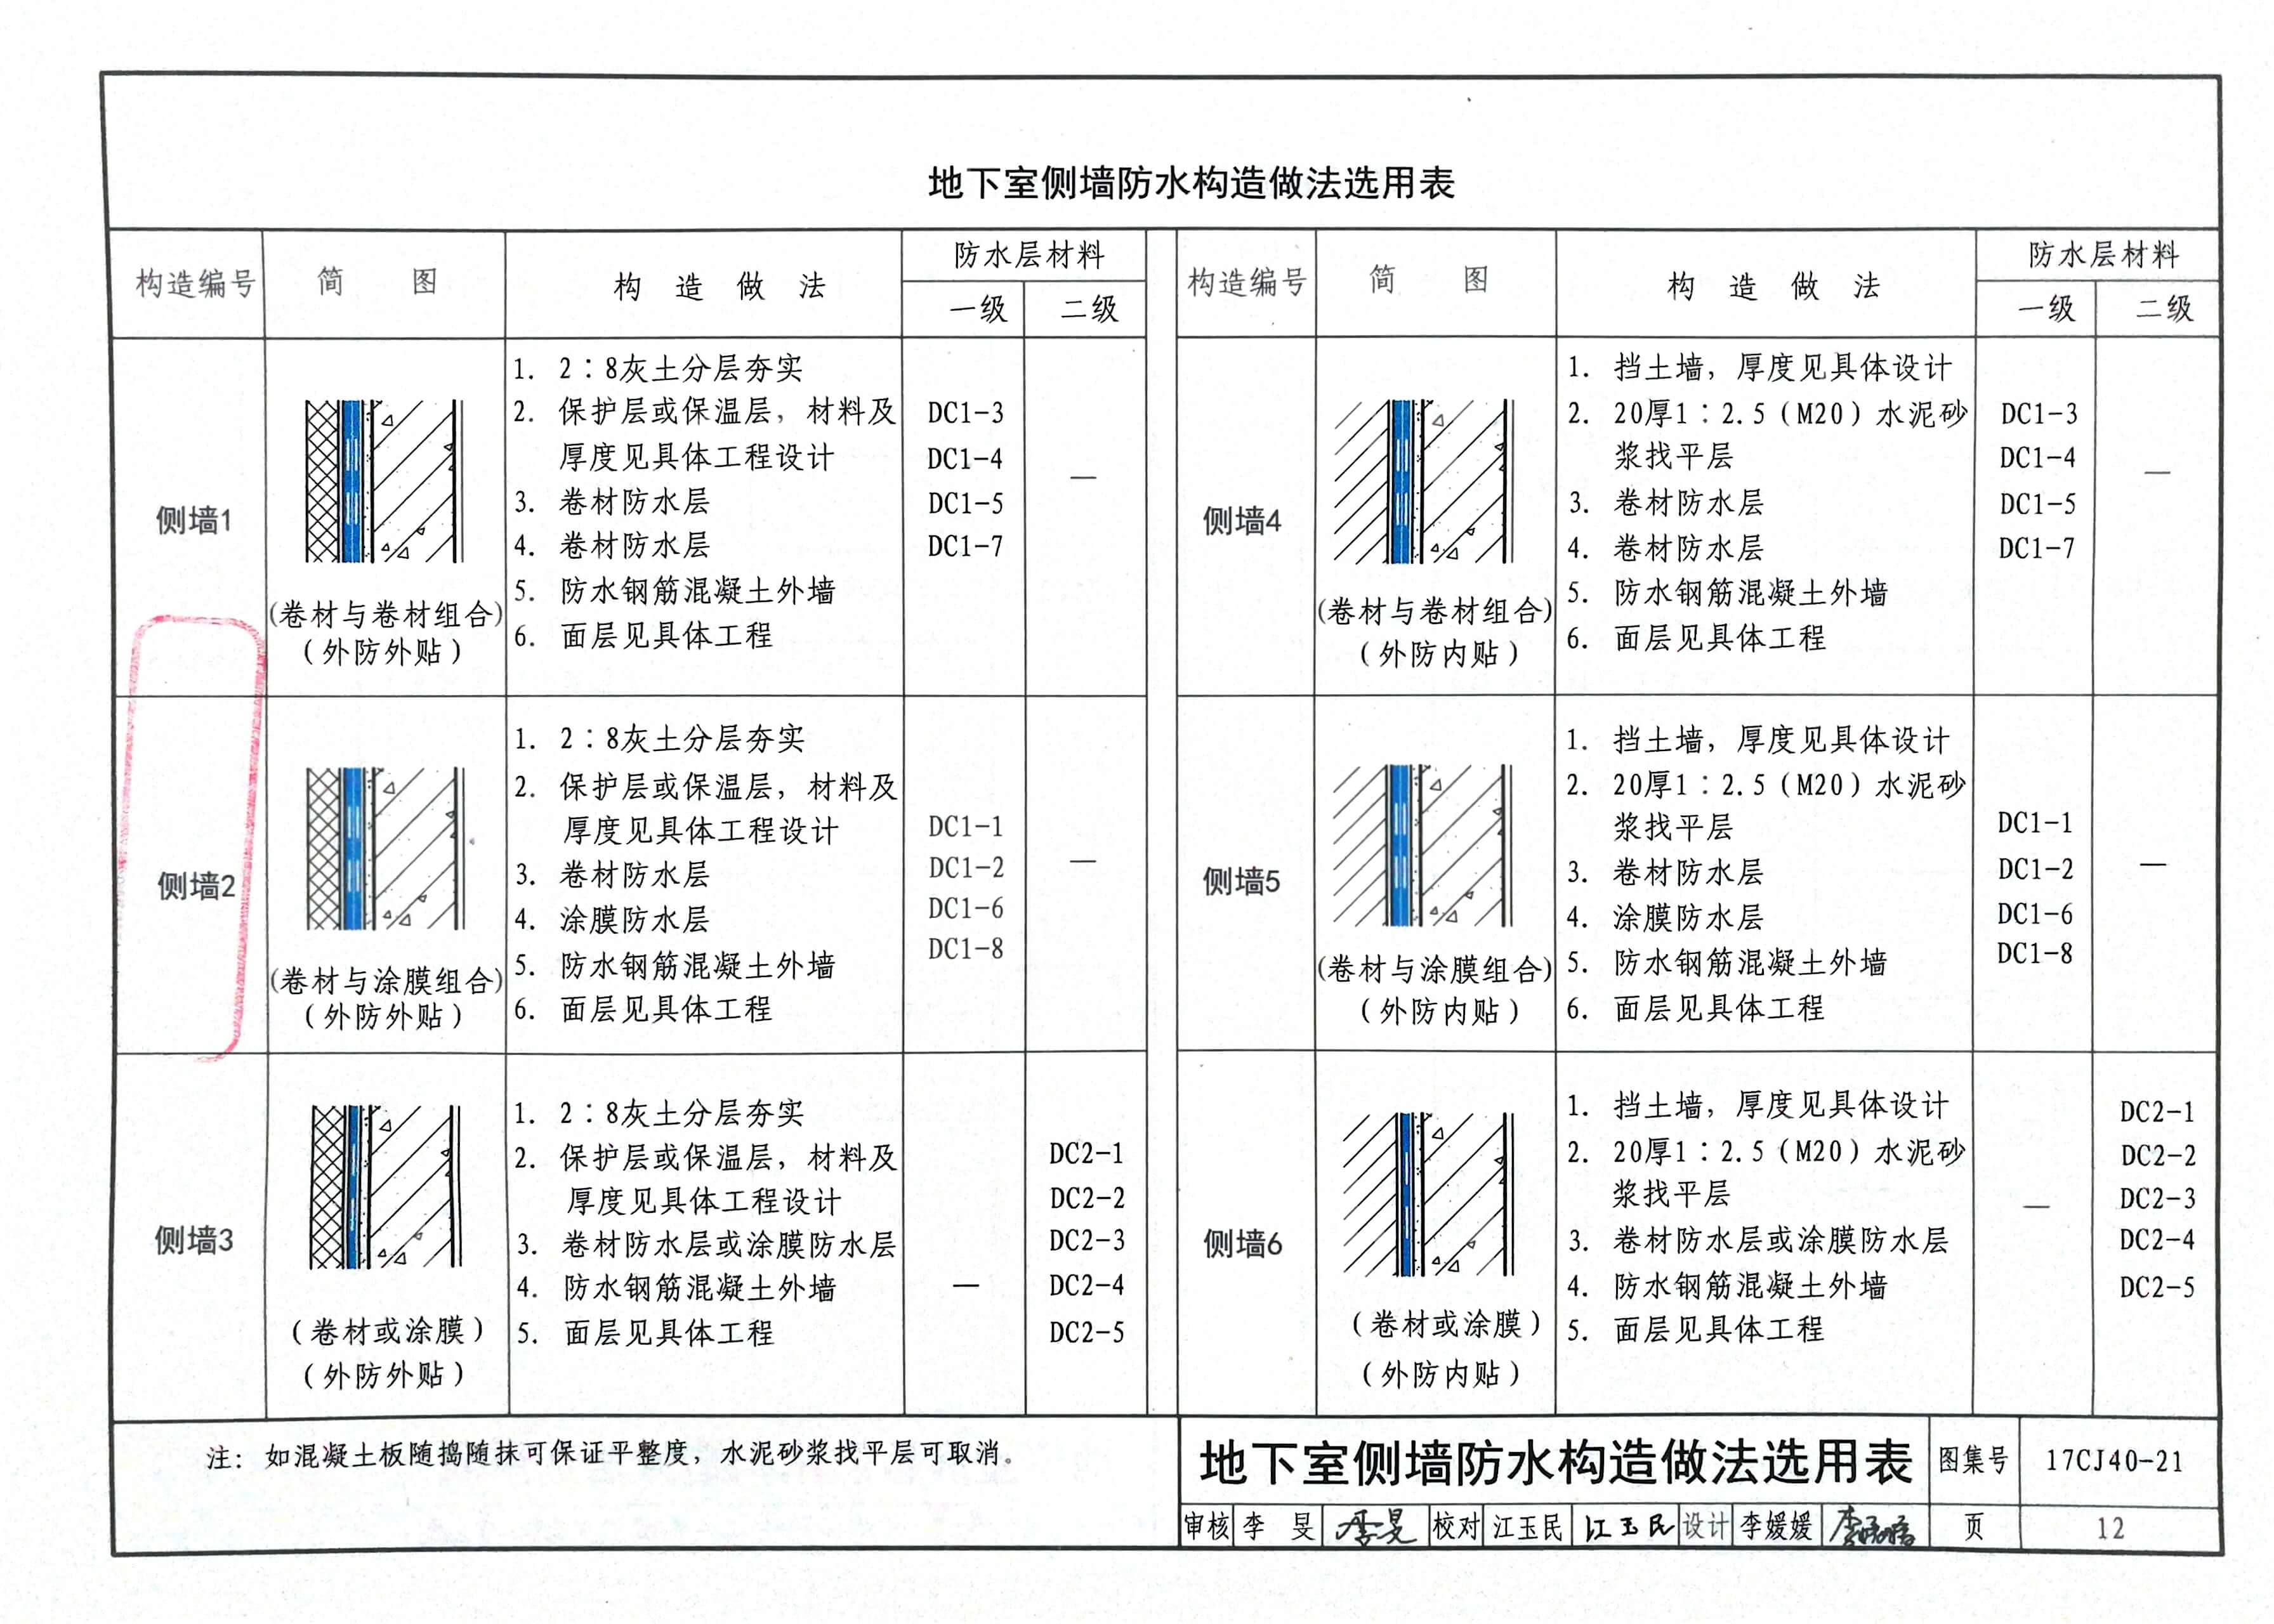 地下室侧墙防水构造做法选用表
构造编号
简 图
构 造 做 法
防水层材料
一级
二级
侧墙1
(卷材与卷材组合)
(外防外贴)
1. 2:8灰土分层夯实
2. 保护层或保温层，材料及
厚度见具体工程设计
3. 卷材防水层
4. 卷材防水层
5. 防水钢筋混凝土外墙
6. 面层见具体工程
DC1-3
DC1-4
DC1-5
DC1-7
—
侧墙2
(卷材与涂膜组合)
(外防外贴)
1. 2:8灰土分层夯实
2. 保护层或保温层，材料及
厚度见具体工程设计
3. 卷材防水层
4. 涂膜防水层
5. 防水钢筋混凝土外墙
6. 面层见具体工程
DC1-1
DC1-2
DC1-6
DC1-8
—
侧墙3
(卷材或涂膜)
(外防外贴)
1. 2:8灰土分层夯实
2. 保护层或保温层，材料及
厚度见具体工程设计
3. 卷材防水层或涂膜防水层
4. 防水钢筋混凝土外墙
5. 面层见具体工程
—
DC2-1
DC2-2
DC2-3
DC2-4
DC2-5
构造编号
简 图
构 造 做 法
防水层材料
一级
二级
侧墙4
(卷材与卷材组合)
(外防内贴)
1. 挡土墙，厚度见具体设计
2. 20厚1:2.5(M20)水泥砂
浆找平层
3. 卷材防水层
4. 卷材防水层
5. 防水钢筋混凝土外墙
6. 面层见具体工程
DC1-3
DC1-4
DC1-5
DC1-7
—
侧墙5
(卷材与涂膜组合)
(外防内贴)
1. 挡土墙，厚度见具体设计
2. 20厚1:2.5(M20)水泥砂
浆找平层
3. 卷材防水层
4. 涂膜防水层
5. 防水钢筋混凝土外墙
6. 面层见具体工程
DC1-1
DC1-2
DC1-6
DC1-8
—
侧墙6
(卷材或涂膜)
(外防内贴)
1. 挡土墙，厚度见具体设计
2. 20厚1:2.5(M20)水泥砂
浆找平层
3. 卷材防水层或涂膜防水层
4. 防水钢筋混凝土外墙
5. 面层见具体工程
—
DC2-1
DC2-2
DC2-3
DC2-4
DC2-5
注：如混凝土板随捣随抹可保证平整度，水泥砂浆找平层可取消。
地下室侧墙防水构造做法选用表
图集号
17CJ40-21
审核 李 旻 李旻 校对 江玉民 江玉民 设计 李媛媛 李媛媛 页 12